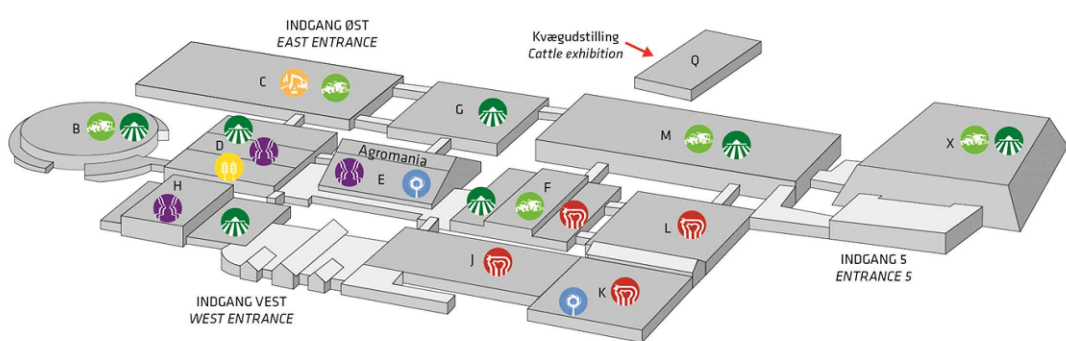 INDGANG ØST
EAST ENTRANCE
Kvægudstilling
Cattle exhibition
Q
C
G
B
D
M
X
Agromania
E
F
H
L
J
K
INDGANG 5
ENTRANCE 5
INDGANG VEST
WEST ENTRANCE